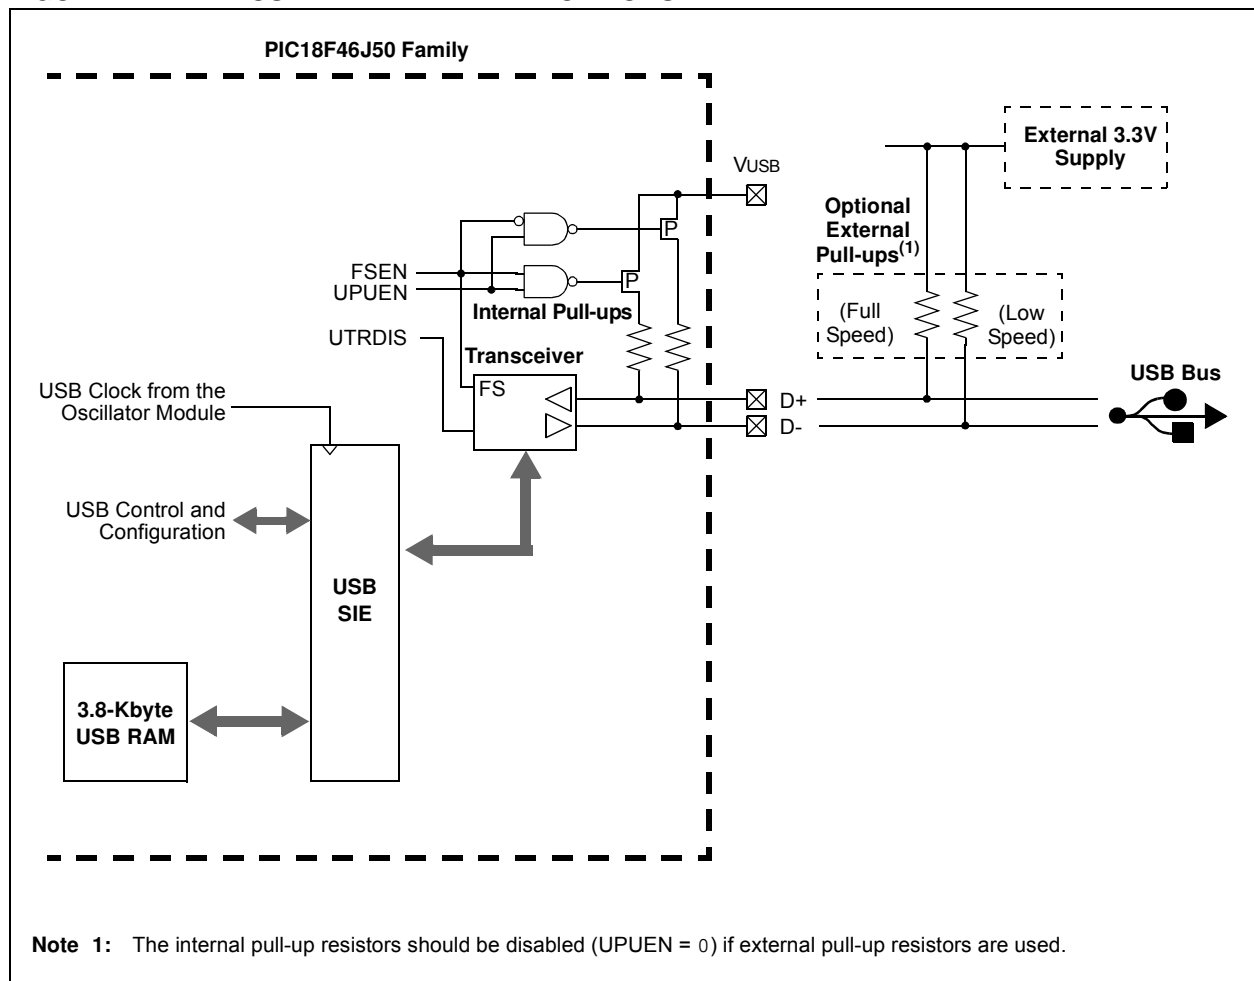 PIC18F46J50 Family
External 3.3V
Supply
VUSB
Optional
External
Pull-ups(1)
P
FSEN
P
UPUEN
Internal Pull-ups
(Full
Speed)
(Low
Speed)
UTRDIS
Transceiver
FS
USB Bus
USB Clock from the
Oscillator Module
D+
D-
USB Control and
Configuration
USB
SIE
3.8-Kbyte
USB RAM
Note 1: The internal pull-up resistors should be disabled (UPUEN = 0) if external pull-up resistors are used.